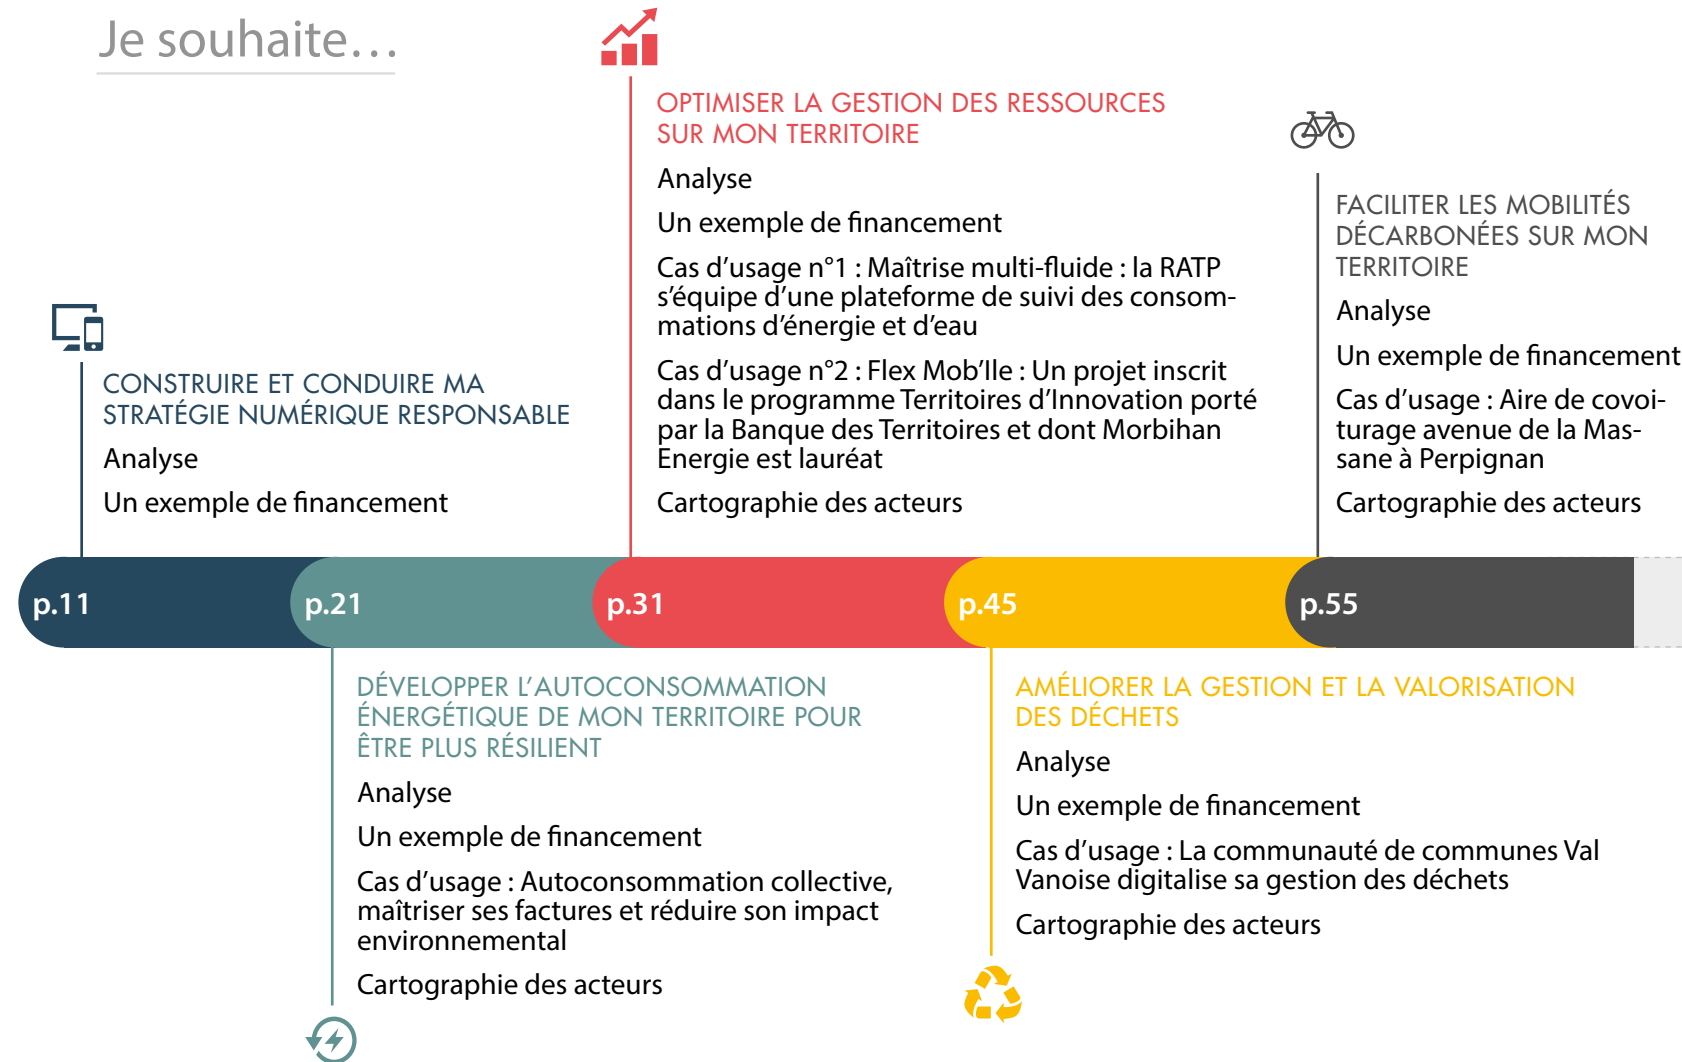 Je souhaite…
CONSTRUIRE ET CONDUIRE MA
STRATÉGIE NUMÉRIQUE RESPONSABLE
Analyse
Un exemple de financement
OPTIMISER LA GESTION DES RESSOURCES
SUR MON TERRITOIRE
Analyse
Un exemple de financement
Cas d’usage n°1 : Maîtrise multi-fluide : la RATP
s’équipe d’une plateforme de suivi des consom-
mations d’énergie et d’eau
Cas d’usage n°2 : Flex Mob’Ile : Un projet inscrit
dans le programme Territoires d’Innovation porté
par la Banque des Territoires et dont Morbihan
Energie est lauréat
Cartographie des acteurs
FACILITER LES MOBILITÉS
DÉCARBONÉES SUR MON
TERRITOIRE
Analyse
Un exemple de financement
Cas d’usage : Aire de covoi-
turage avenue de la Mas-
sane à Perpignan
Cartographie des acteurs
p.11
p.21
p.31
p.45
p.55
DÉVELOPPER L’AUTOCONSOMMATION
ÉNERGÉTIQUE DE MON TERRITOIRE POUR
ÊTRE PLUS RÉSILIENT
Analyse
Un exemple de financement
Cas d’usage : Autoconsommation collective,
maîtriser ses factures et réduire son impact
environnemental
Cartographie des acteurs
AMÉLIORER LA GESTION ET LA VALORISATION
DES DÉCHETS
Analyse
Un exemple de financement
Cas d’usage : La communauté de communes Val
Vanoise digitalise sa gestion des déchets
Cartographie des acteurs